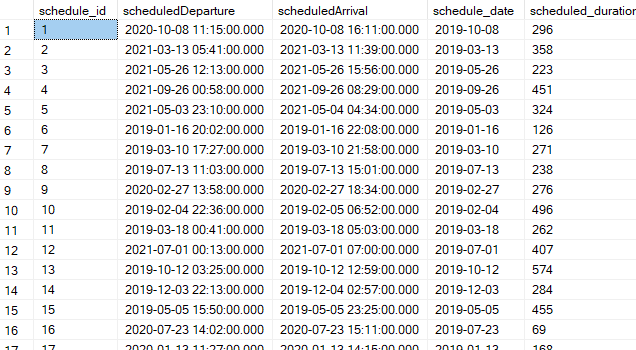 schedule_id scheduledDeparture scheduledArrival schedule_date scheduled_duration
1 1 2020-10-08 11:15:00.000 2020-10-08 16:11:00.000 2019-10-08 296
2 2 2021-03-13 05:41:00.000 2021-03-13 11:39:00.000 2019-03-13 358
3 3 2021-05-26 12:13:00.000 2021-05-26 15:56:00.000 2019-05-26 223
4 4 2021-09-26 00:58:00.000 2021-09-26 08:29:00.000 2019-09-26 451
5 5 2021-05-03 23:10:00.000 2021-05-04 04:34:00.000 2019-05-03 324
6 6 2019-01-16 20:02:00.000 2019-01-16 22:08:00.000 2019-01-16 126
7 7 2019-03-10 17:27:00.000 2019-03-10 21:58:00.000 2019-03-10 271
8 8 2019-07-13 11:03:00.000 2019-07-13 15:01:00.000 2019-07-13 238
9 9 2020-02-27 13:58:00.000 2020-02-27 18:34:00.000 2019-02-27 276
10 10 2019-02-04 22:36:00.000 2019-02-05 06:52:00.000 2019-02-04 496
11 11 2019-03-18 00:41:00.000 2019-03-18 05:03:00.000 2019-03-18 262
12 12 2021-07-01 00:13:00.000 2021-07-01 07:00:00.000 2019-07-01 407
13 13 2019-10-12 03:25:00.000 2019-10-12 12:59:00.000 2019-10-12 574
14 14 2019-12-03 22:13:00.000 2019-12-04 02:57:00.000 2019-12-03 284
15 15 2019-05-05 15:50:00.000 2019-05-05 23:25:00.000 2019-05-05 455
16 16 2020-07-23 14:02:00.000 2020-07-23 15:11:00.000 2019-07-23 69
17 17 2020-01-13 11:27:00.000 2020-01-13 14:15:00.000 2019-01-13 168